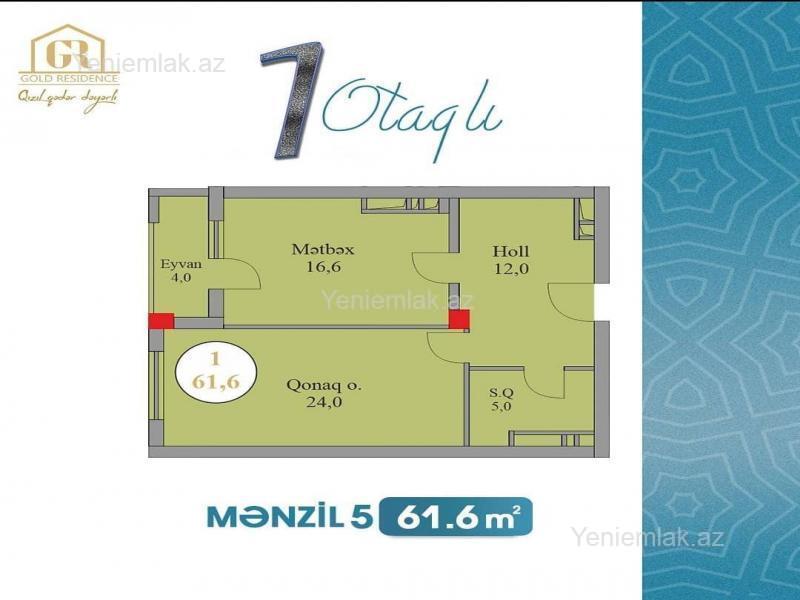 GR
GOLD RESIDENCE
Qızıl qədər dəyərli
Yeniemlak.az
1 Otaqlı
Mətbəx
16,6
Holl
12,0
Eyvan
4,0
Yeniemlak.az
1
61,6
Qonaq o.
24,0
S.Q
5,0
MƏNZİL 5 61.6 m²
Yeniemlak.az